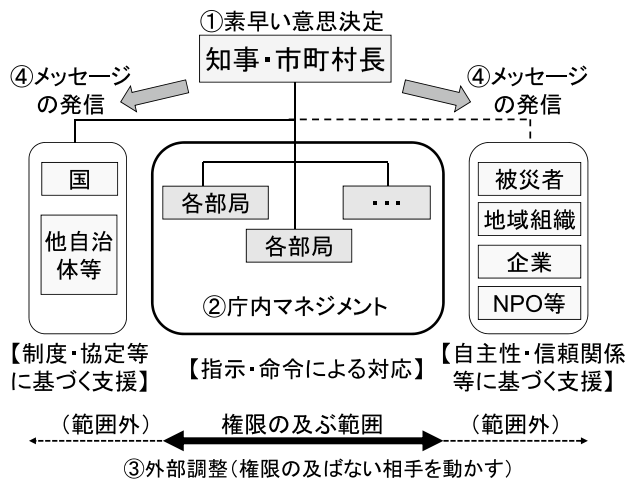 ①素早い意思決定
知事・市町村長
④メッセージ
の発信
④メッセージ
の発信
国
他自治
体等
各部局
・・・
各部局
②庁内マネジメント
被災者
地域組織
企業
NPO等
【制度・協定等
に基づく支援】
【指示・命令による対応】
【自主性・信頼関係
等に基づく支援】
（範囲外）
権限の及ぶ範囲
（範囲外）
③外部調整（権限の及ばない相手を動かす）